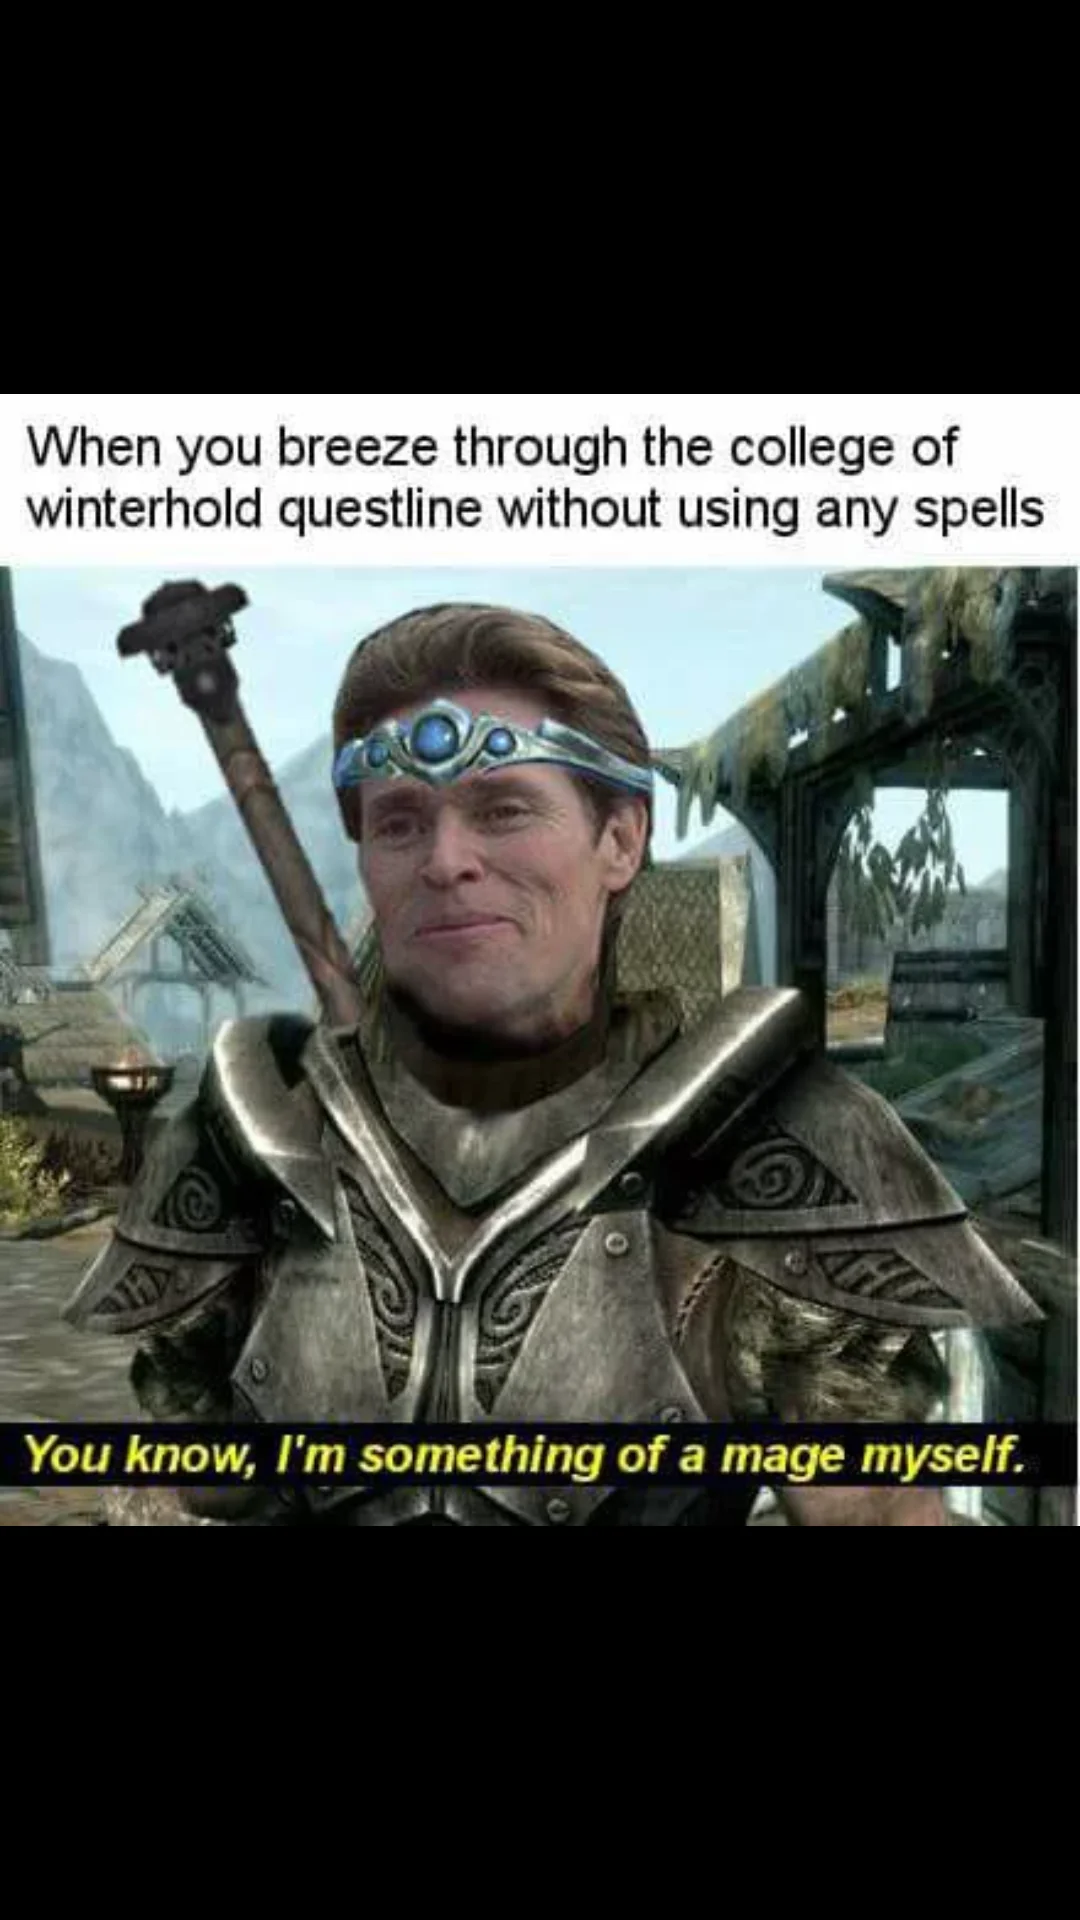 When you breeze through the college of
winterhold questline without using any spells
You know, I'm something of a mage myself.